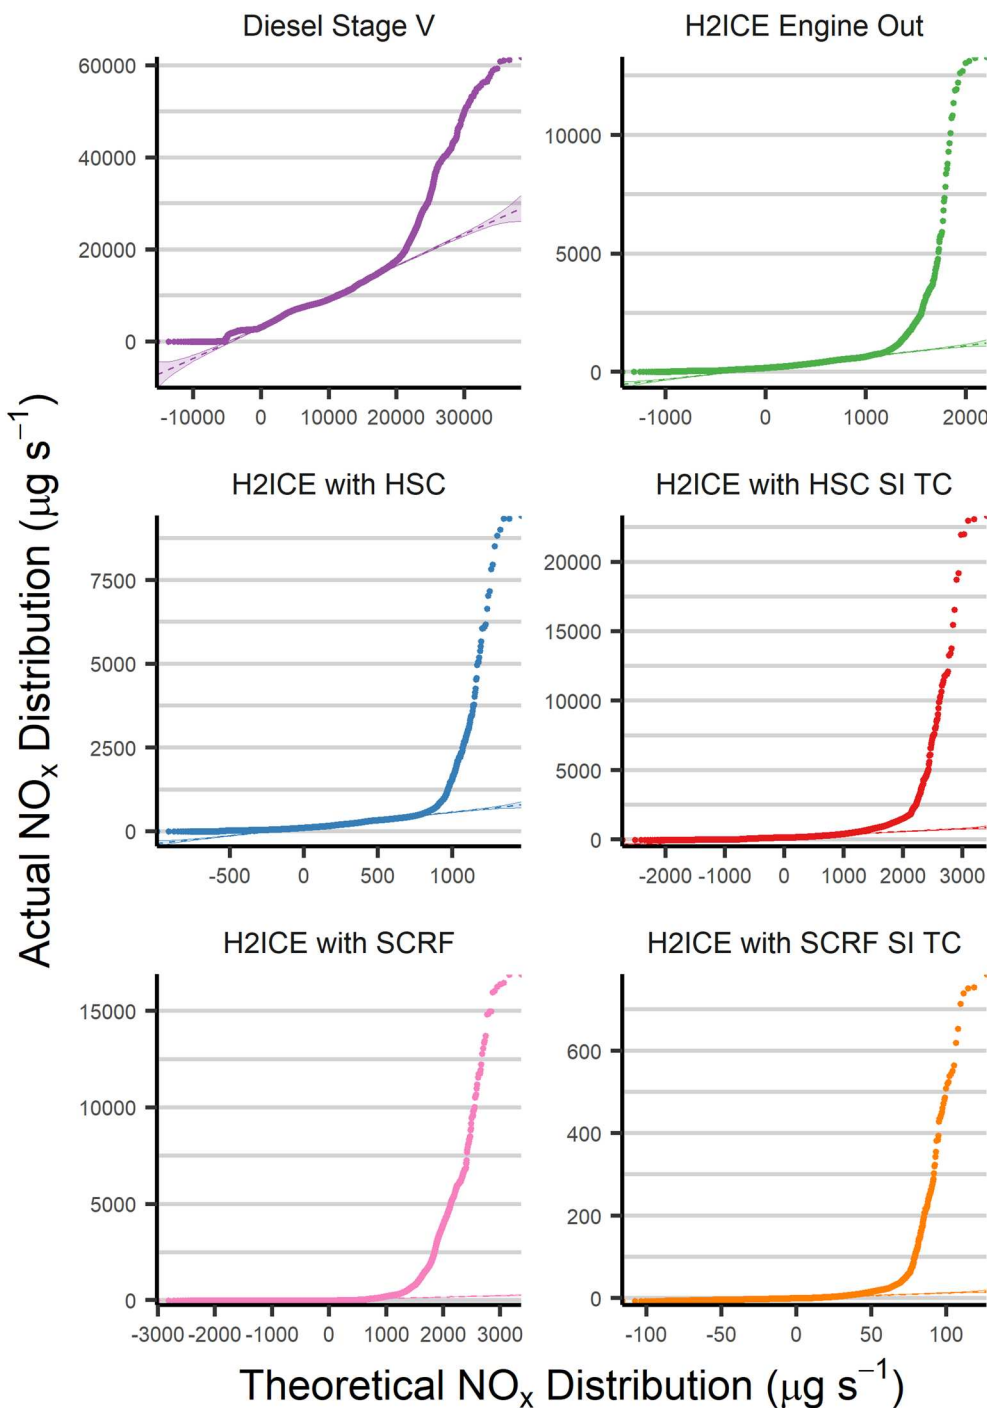 Diesel Stage V
60000
40000
20000
0
-10000 0 10000 20000 30000
H2ICE Engine Out
10000
5000
0
-1000 0 1000 2000
H2ICE with HSC
7500
5000
2500
0
-500 0 500 1000
H2ICE with HSC SI TC
20000
15000
10000
5000
0
-2000 -1000 0 1000 2000 3000
H2ICE with SCRF
15000
10000
5000
0
-3000 -2000 -1000 0 1000 2000 3000
H2ICE with SCRF SI TC
600
400
200
0
-100 -50 0 50 100
Actual NOₓ Distribution (μg s⁻¹)
Theoretical NOₓ Distribution (μg s⁻¹)